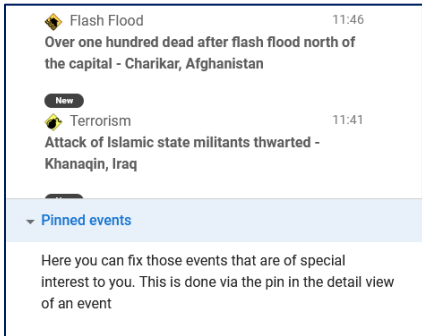 Flash Flood 11:46
Over one hundred dead after flash flood north of
the capital - Charikar, Afghanistan
New
Terrorism 11:41
Attack of Islamic state militants thwarted -
Khanaqin, Iraq
Pinned events
Here you can fix those events that are of special
interest to you. This is done via the pin in the detail view
of an event